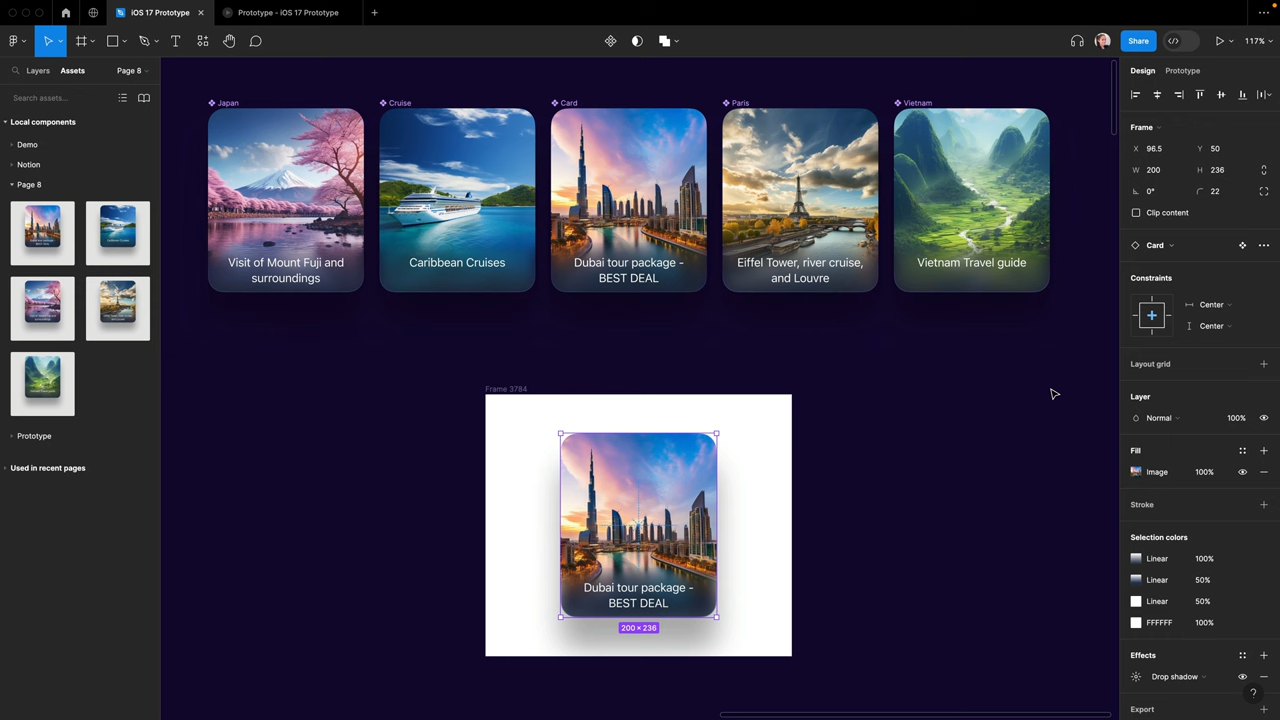 iOS 17 Prototype
Prototype - iOS 17 Prototype
Share
117%
Layers
Assets
Page 8
Search assets...
Local components
Demo
Notion
Page 8
Prototype
Used in recent pages
Japan
Cruise
Card
Paris
Vietnam
Visit of Mount Fuji and
surroundings
Caribbean Cruises
Dubai tour package -
BEST DEAL
Eiffel Tower, river cruise,
and Louvre
Vietnam Travel guide
Frame 3784
Dubai tour package -
BEST DEAL
200 × 236
Design
Prototype
Frame
X 96.5 Y 50
W 200 H 236
0° 22
Clip content
Card
Constraints
Center
Center
Layout grid
Layer
Normal 100%
Fill
Image 100%
Stroke
Selection colors
Linear 100%
Linear 50%
Linear 50%
FFFFFF 100%
Effects
Drop shadow
Export
?